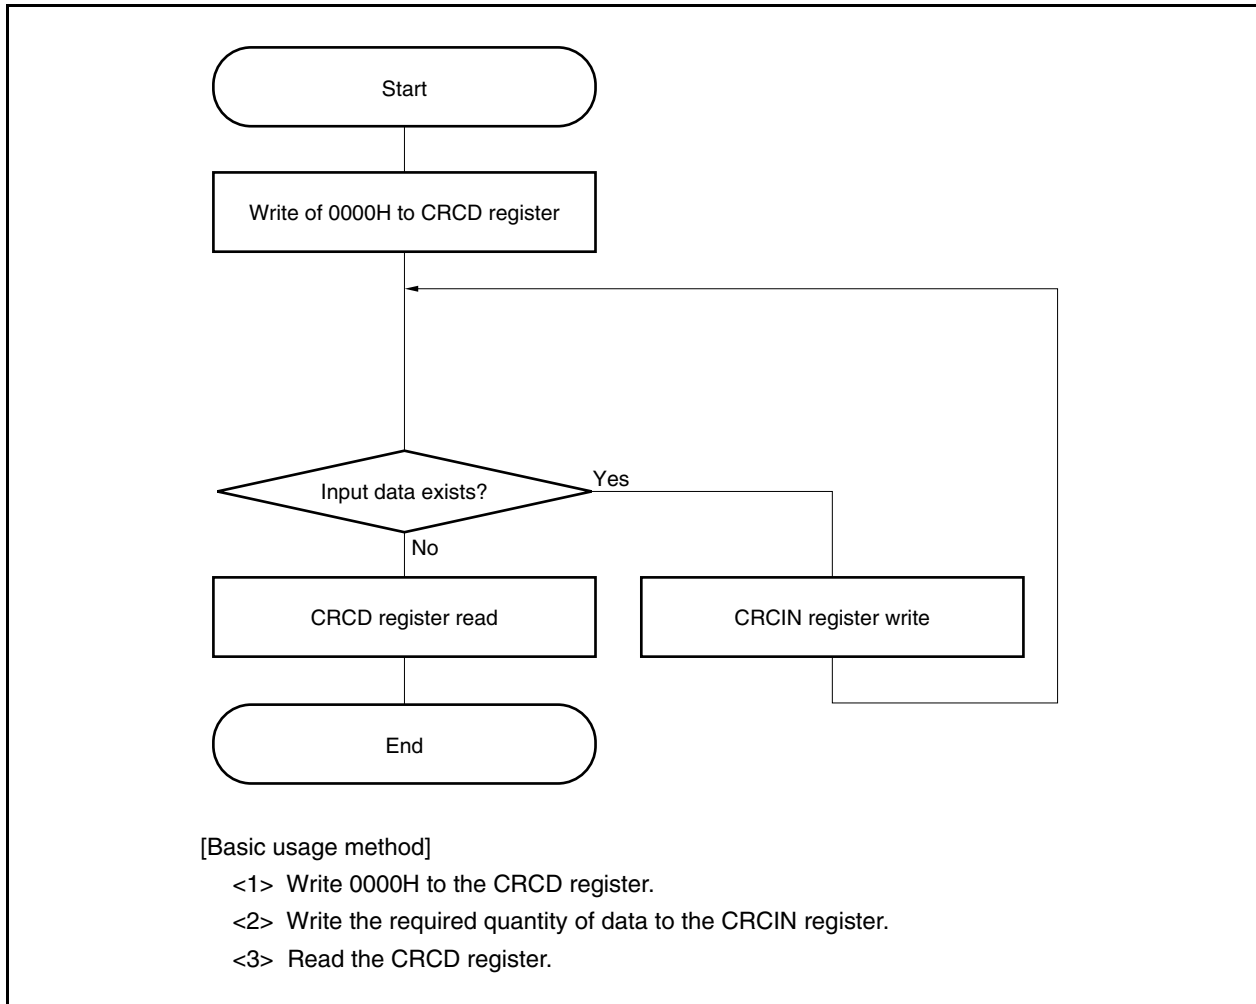 Start
Write of 0000H to CRCD register
Input data exists?
Yes
No
CRCD register read
CRCIN register write
End
[Basic usage method]
<1> Write 0000H to the CRCD register.
<2> Write the required quantity of data to the CRCIN register.
<3> Read the CRCD register.